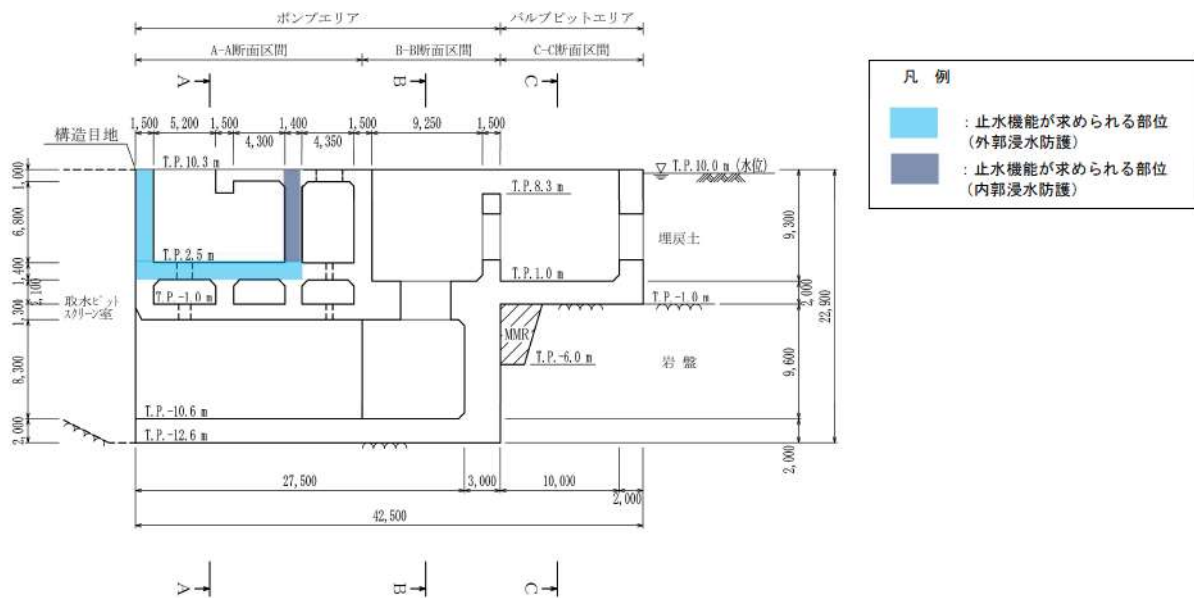 ポンプエリア
バルブピットエリア
A-A断面区間
B-B断面区間
C-C断面区間
A
B
C
1,500
5,200
1,500
4,300
1,400
4,350
1,500
9,250
1,500
構造目地
T.P.10.3 m
T.P.10.0 m (水位)
T.P.8.3 m
T.P.2.5 m
T.P.1.0 m
T.P.-1.0 m
T.P.-1.0 m
埋戻土
取水ピット
スクリーン室
MMR
T.P.-6.0 m
岩盤
T.P.-10.6 m
T.P.-12.6 m
1,000
6,800
1,400
2,100
1,300
8,300
2,000
9,300
2,000
22,900
9,600
2,000
27,500
3,000
10,000
2,000
42,500
A
B
C
凡 例
：止水機能が求められる部位
（外郭浸水防護）
：止水機能が求められる部位
（内郭浸水防護）